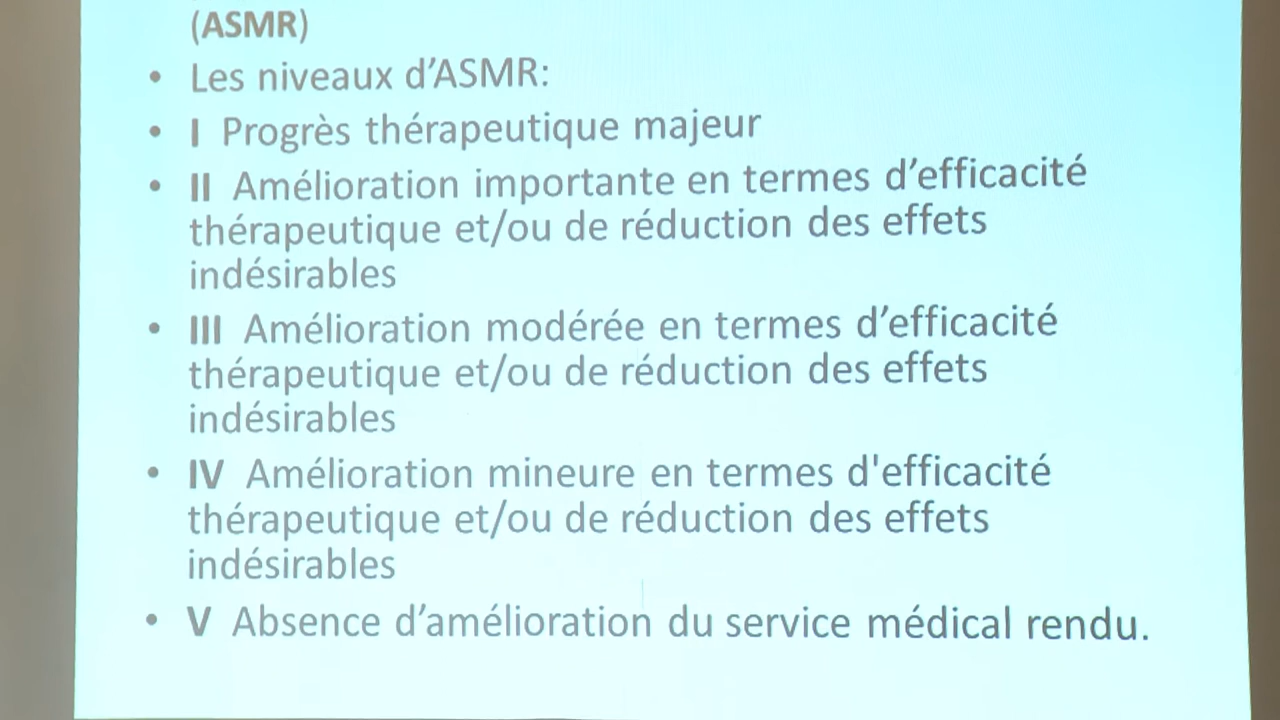 (ASMR)
• Les niveaux d’ASMR:
• I Progrès thérapeutique majeur
• II Amélioration importante en termes d’efficacité
thérapeutique et/ou de réduction des effets
indésirables
• III Amélioration modérée en termes d’efficacité
thérapeutique et/ou de réduction des effets
indésirables
• IV Amélioration mineure en termes d'efficacité
thérapeutique et/ou de réduction des effets
indésirables
• V Absence d’amélioration du service médical rendu.